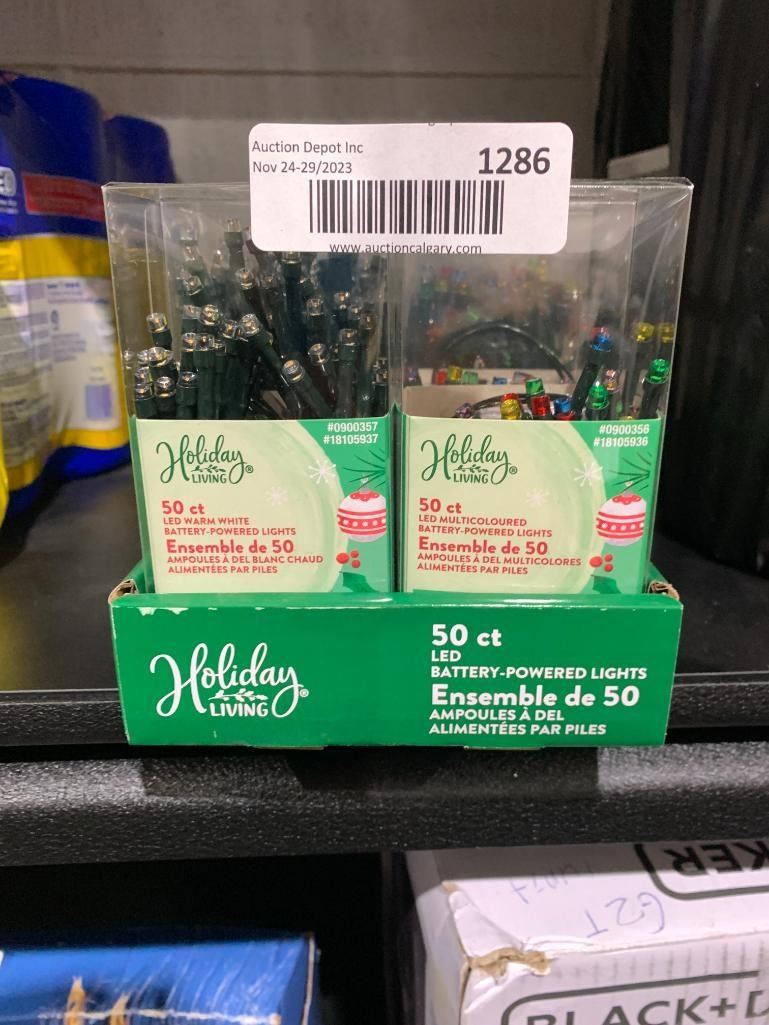 Auction Depot Inc
Nov 24-29/2023
1286
www.auctioncalgary.com
#0900357
#18105937
Holiday
LIVING®
50 ct
LED WARM WHITE
BATTERY-POWERED LIGHTS
Ensemble de 50
AMPOULES À DEL BLANC CHAUD
ALIMENTÉES PAR PILES
#0900356
#18105936
Holiday
LIVING®
50 ct
LED MULTICOLOURED
BATTERY-POWERED LIGHTS
Ensemble de 50
AMPOULES À DEL MULTICOLORES
ALIMENTÉES PAR PILES
Holiday
LIVING®
50 ct
LED
BATTERY-POWERED LIGHTS
Ensemble de 50
AMPOULES À DEL
ALIMENTÉES PAR PILES
KER
BLACK+D